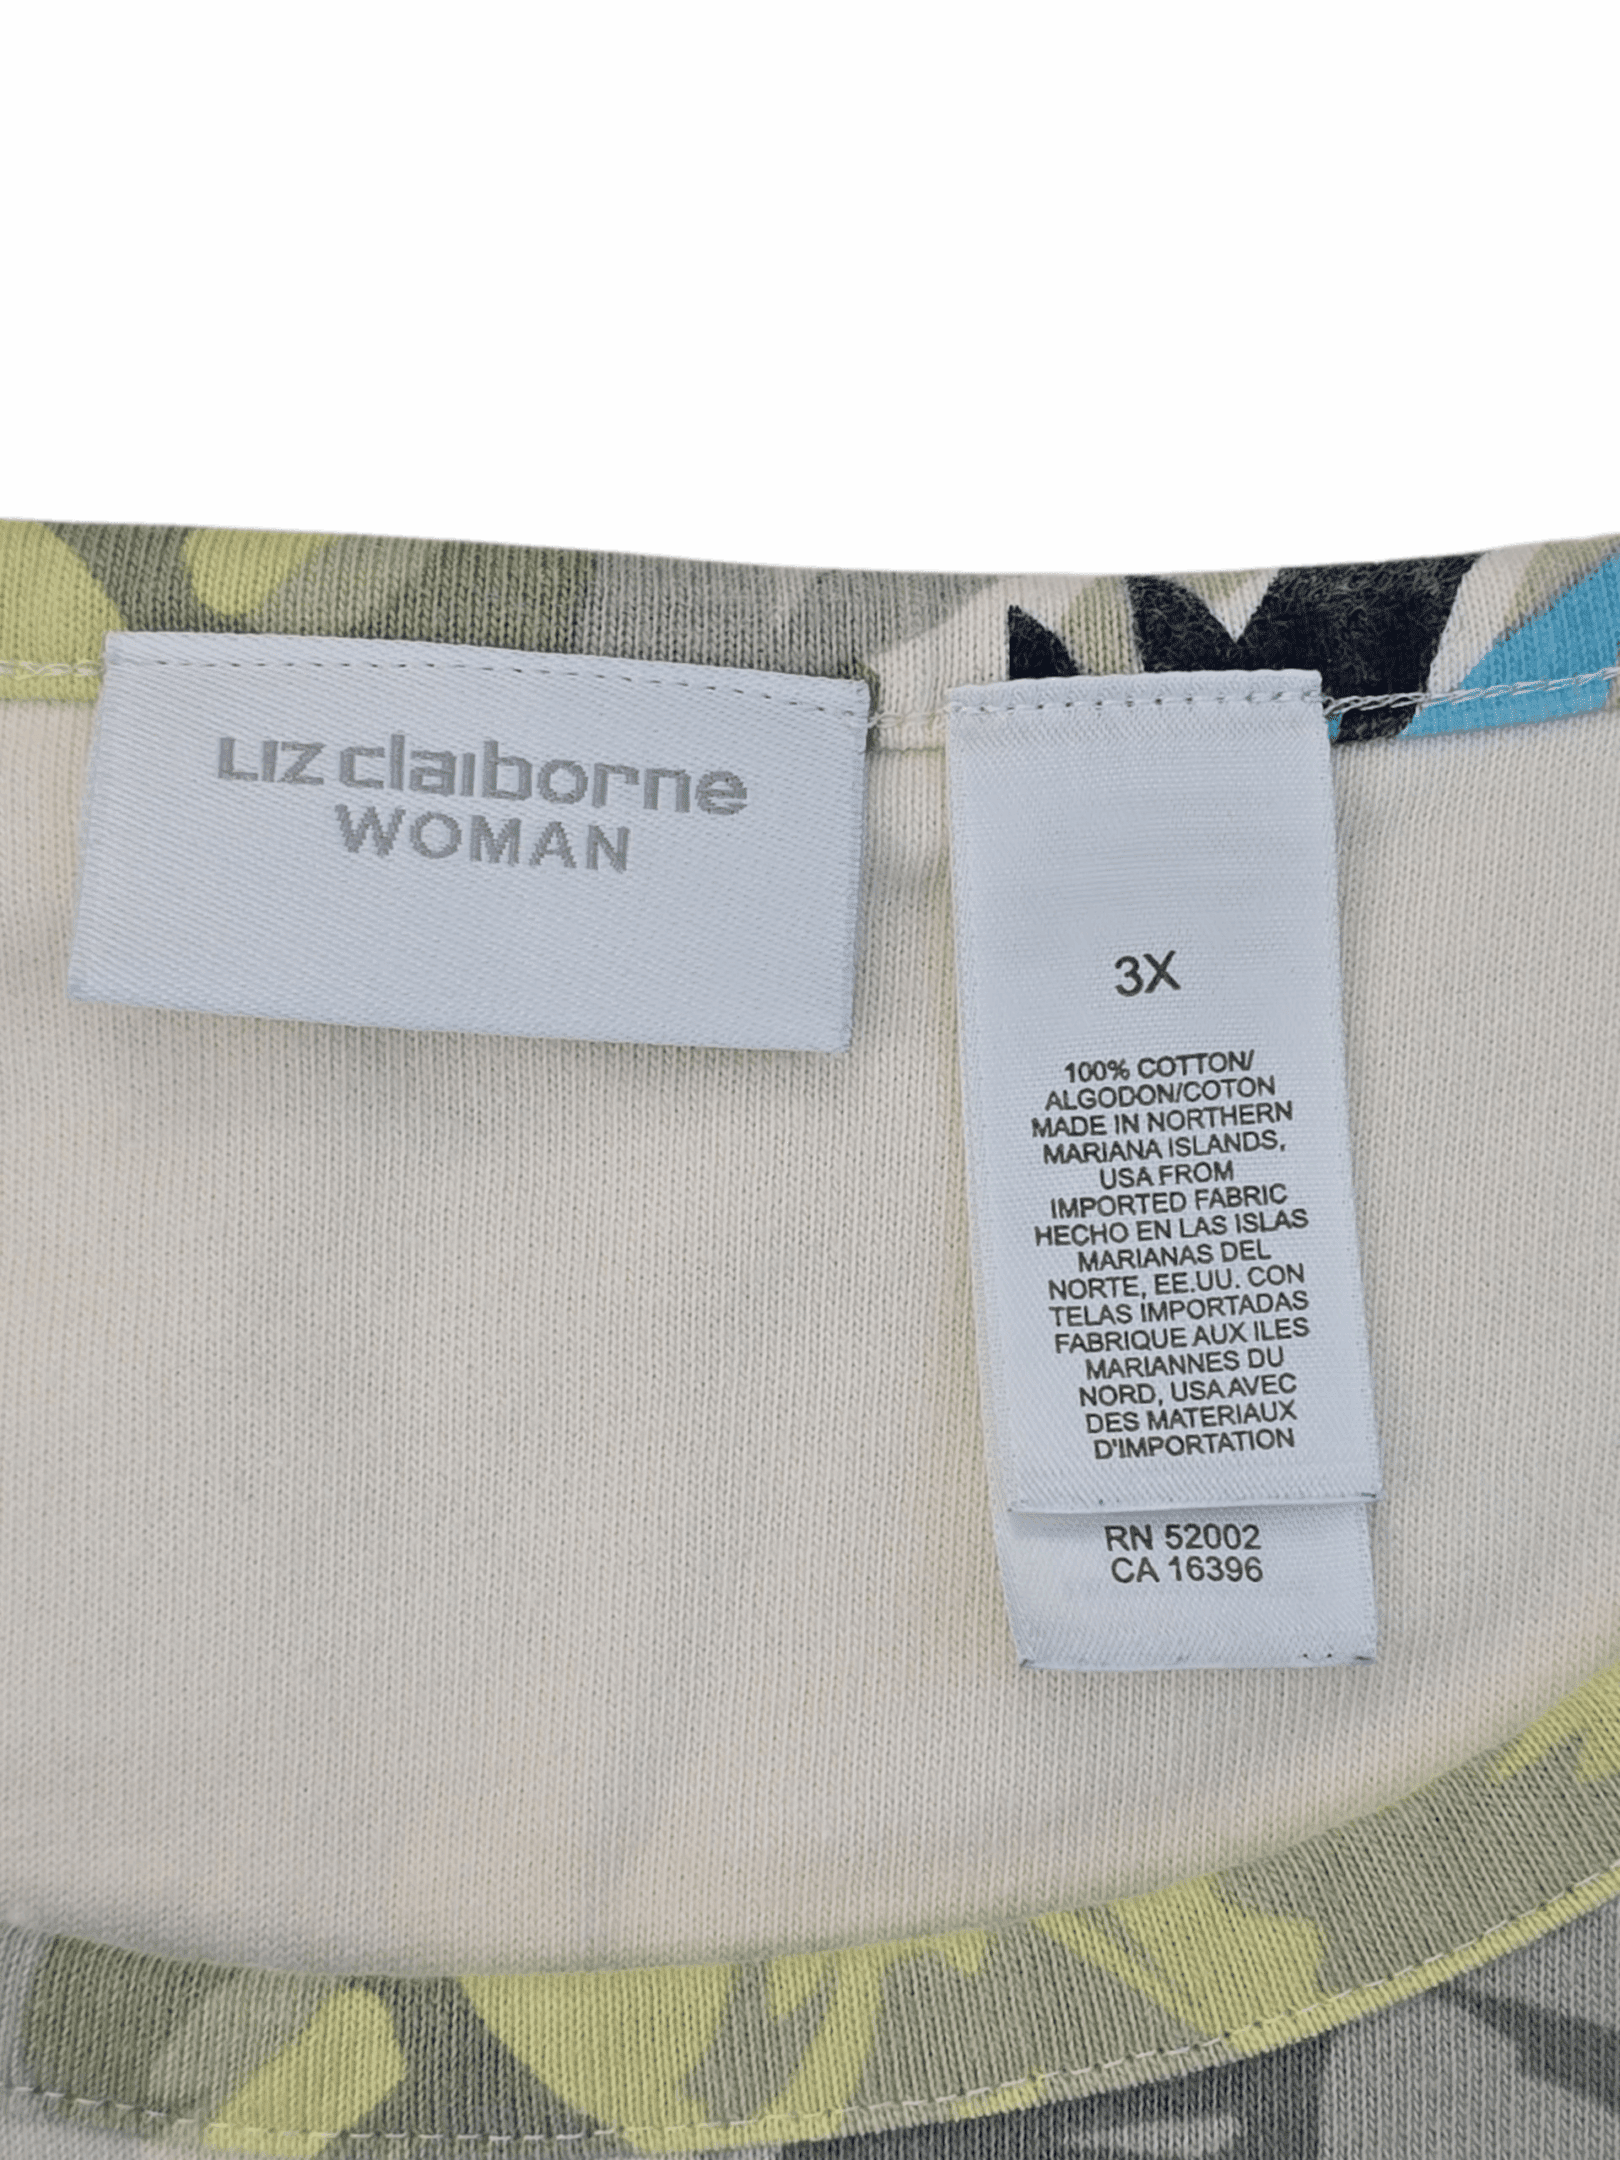 Liz claiborne
WOMAN
3X
100% COTTON/
ALGODON/COTON
MADE IN NORTHERN
MARIANA ISLANDS,
USA FROM
IMPORTED FABRIC
HECHO EN LAS ISLAS
MARIANAS DEL
NORTE, EE.UU. CON
TELAS IMPORTADAS
FABRIQUE AUX ILES
MARIANNES DU
NORD, USA AVEC
DES MATERIAUX
D'IMPORTATION
RN 52002
CA 16396